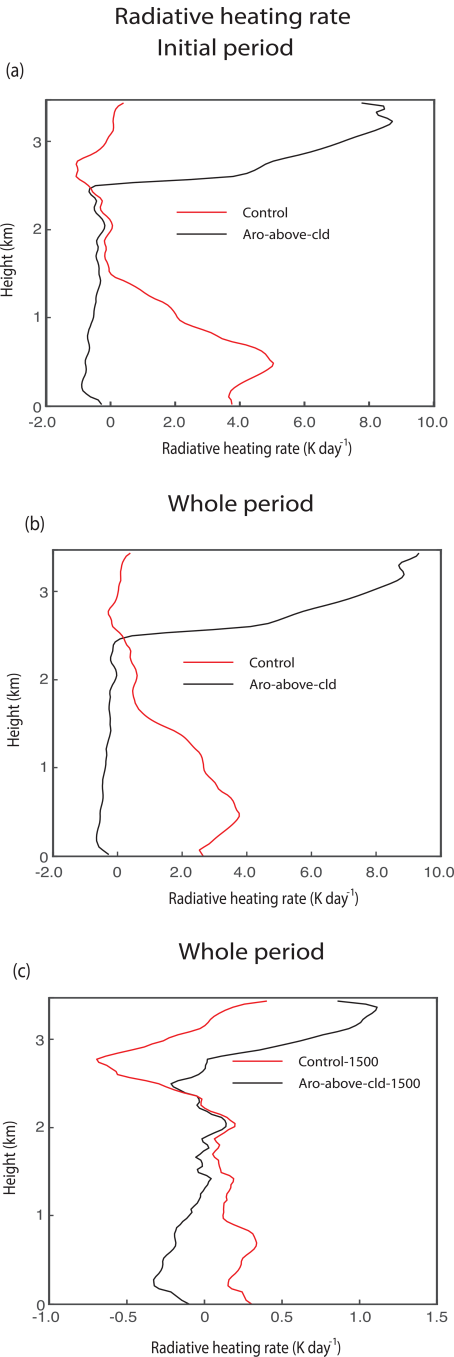 Radiative heating rate
Initial period
(a)
3
2
1
0
Height (km)
Control
Aro-above-cld
-2.0 0 2.0 4.0 6.0 8.0 10.0
Radiative heating rate (K day-1)
Whole period
(b)
3
2
1
0
Height (km)
Control
Aro-above-cld
-2.0 0 2.0 4.0 6.0 8.0 10.0
Radiative heating rate (K day-1)
Whole period
(c)
3
2
1
0
Height (km)
Control-1500
Aro-above-cld-1500
-1.0 -0.5 0 0.5 1.0 1.5
Radiative heating rate (K day-1)